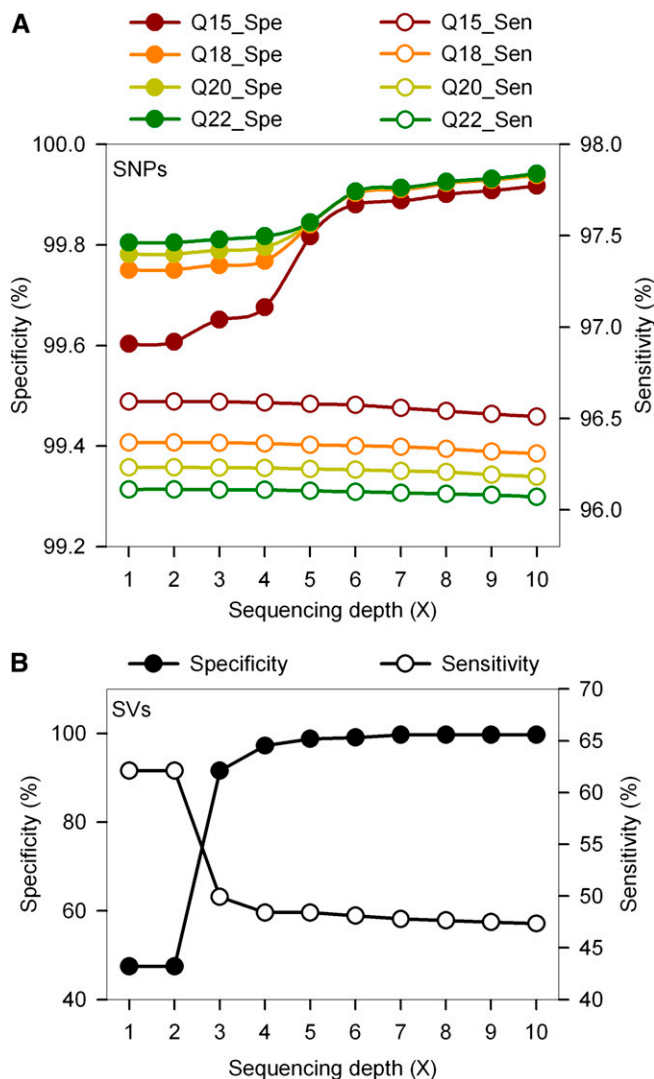 A
Q15_Spe Q15_Sen
Q18_Spe Q18_Sen
Q20_Spe Q20_Sen
Q22_Spe Q22_Sen
SNPs
Specificity (%)
100.0
99.8
99.6
99.4
99.2
98.0
97.5
97.0
96.5
96.0
Sensitivity (%)
1 2 3 4 5 6 7 8 9 10
Sequencing depth (X)
B
Specificity Sensitivity
SVs
Specificity (%)
100
80
60
40
70
65
60
55
50
45
40
Sensitivity (%)
1 2 3 4 5 6 7 8 9 10
Sequencing depth (X)